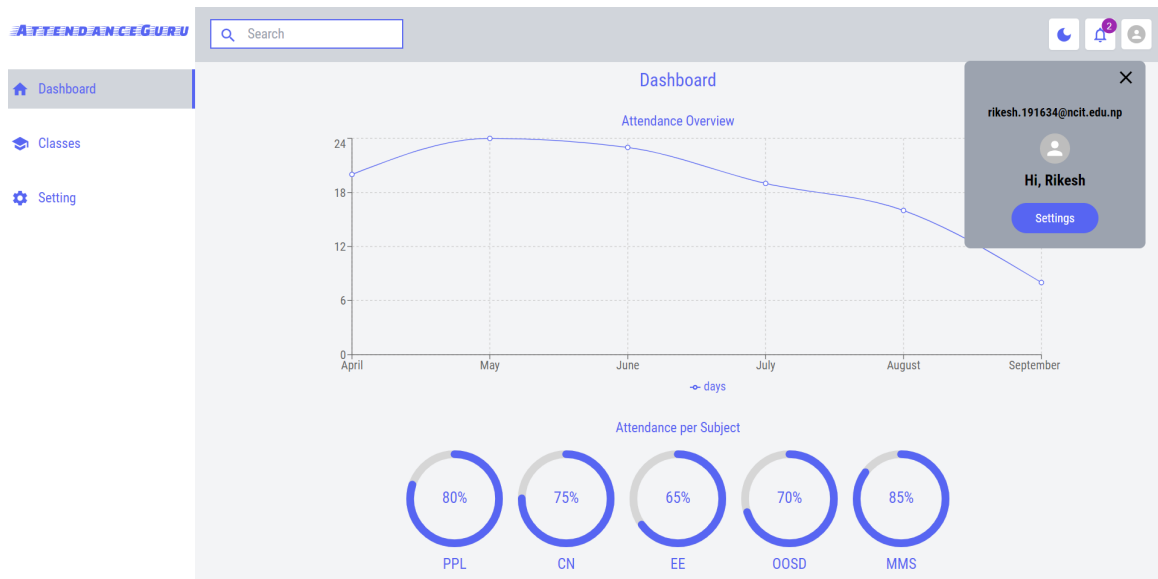 AttendanceGuru
Search
2
Dashboard
Classes
Setting
Dashboard
rikesh.191634@ncit.edu.np
Hi, Rikesh
Settings
Attendance Overview
24
18
12
6
0
April May June July August September
days
Attendance per Subject
80% 75% 65% 70% 85%
PPL CN EE OOSD MMS